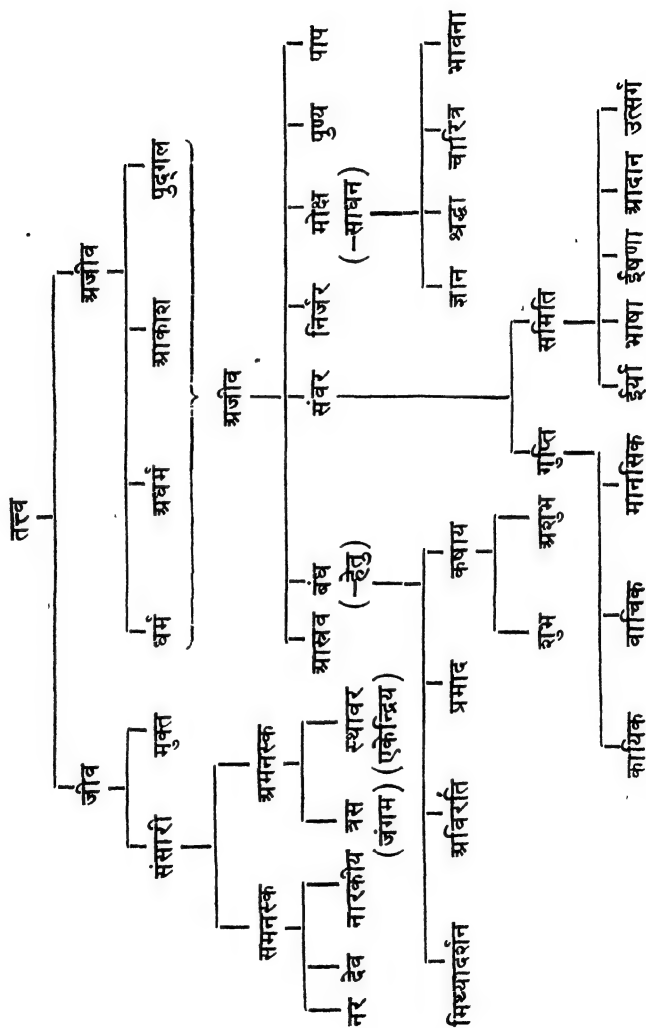 तत्त्व
जीव अजीव
संसारी मुक्त धर्म अधर्म आकाश पुद्गल
समनस्क अमनस्क अजीव
नर देव नारकीय त्रस स्थावर आस्रव बंध संवर निर्जर मोक्ष पुण्य पाप
(जंगम) (एकेन्द्रिय) (—हेतु) (—साधन)
मिथ्यादर्शन अविरति प्रमाद कषाय ज्ञान श्रद्धा चारित्र भावना
शुभ अशुभ गुप्ति समिति
कायिक वाचिक मानसिक ईर्या भाषा ईषणा आदान उत्सर्ग